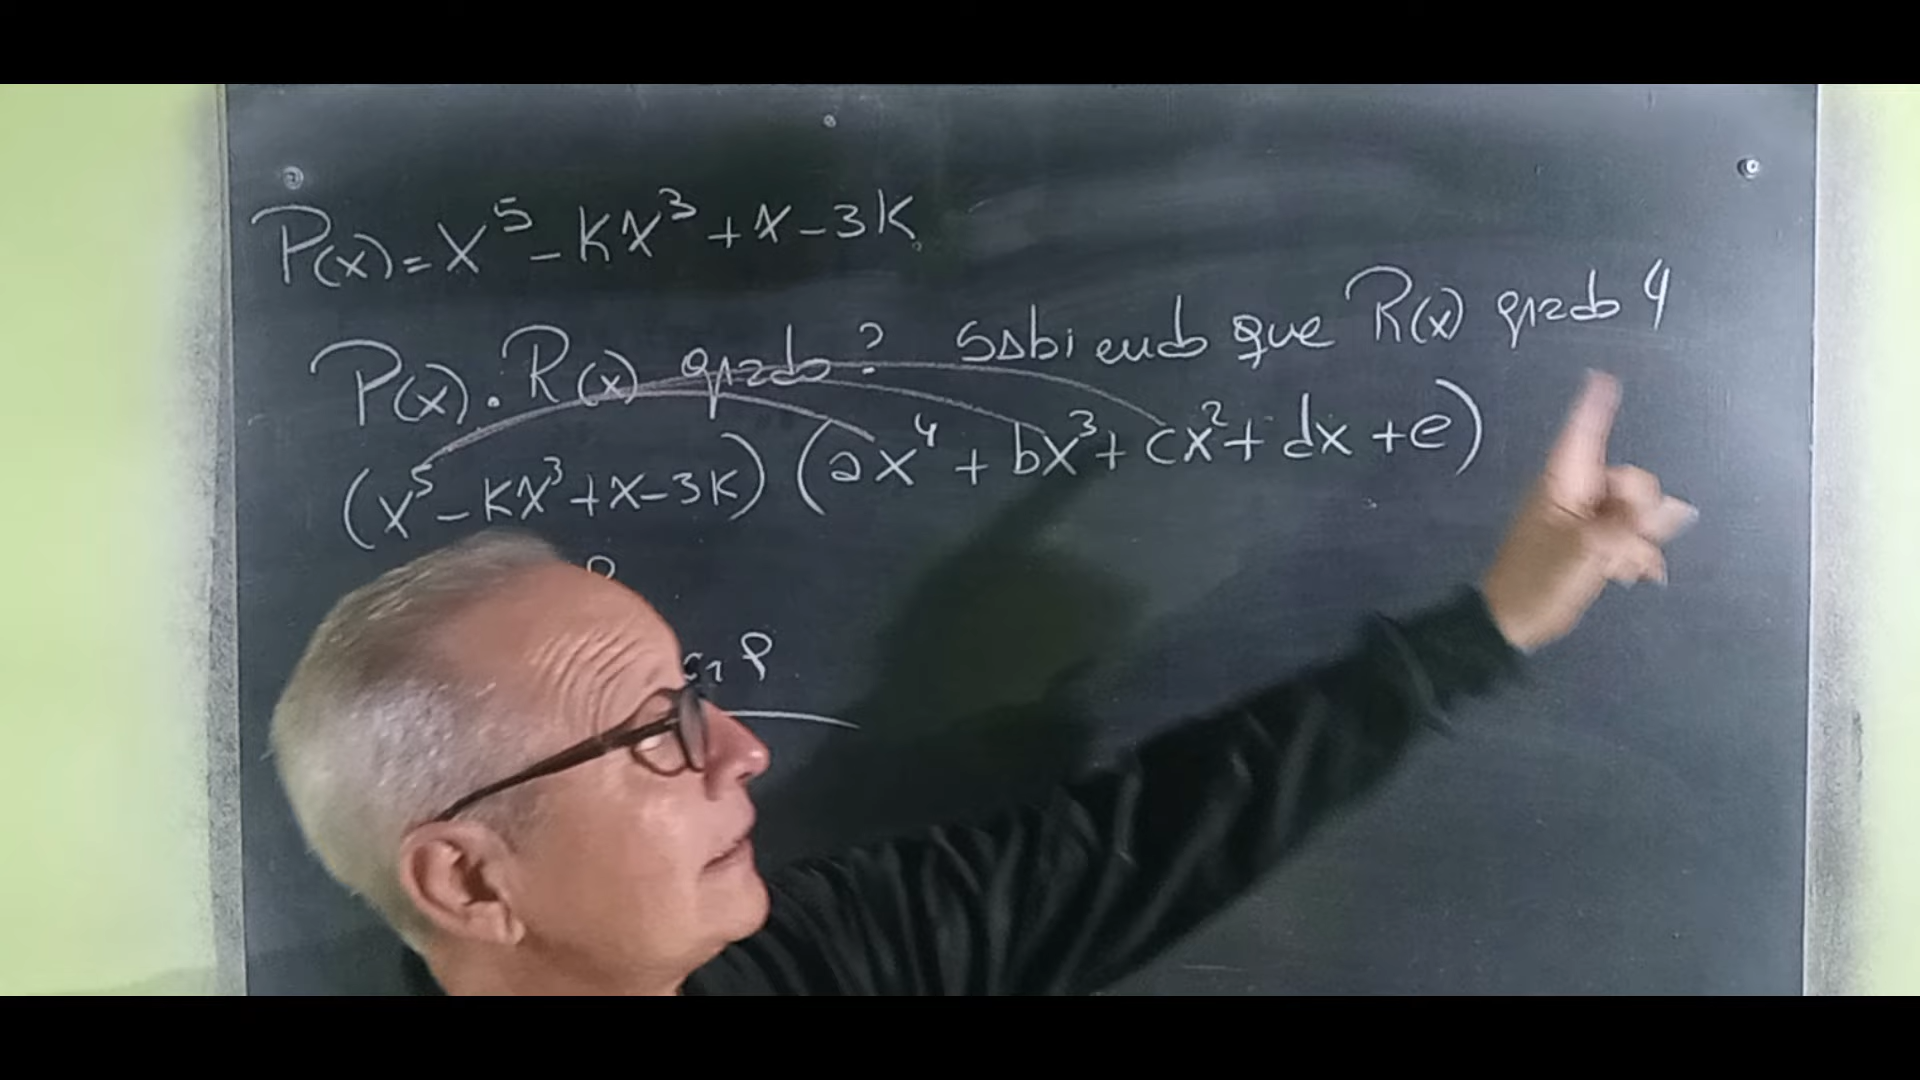 P(x)=x⁵-Kx³+x-3K
P(x).R(x) grado? Sabiendo que R(x) grado 4
(x⁵-Kx³+x-3K)(ax⁴+bx³+cx²+dx+e)